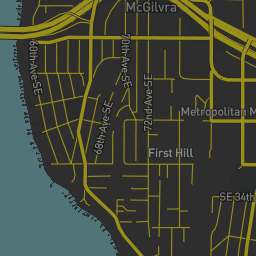 McGilvra
60th Ave SE
70th Ave SE
72nd Ave SE
68th Ave SE
Metropolitan M
First Hill
SE 34th